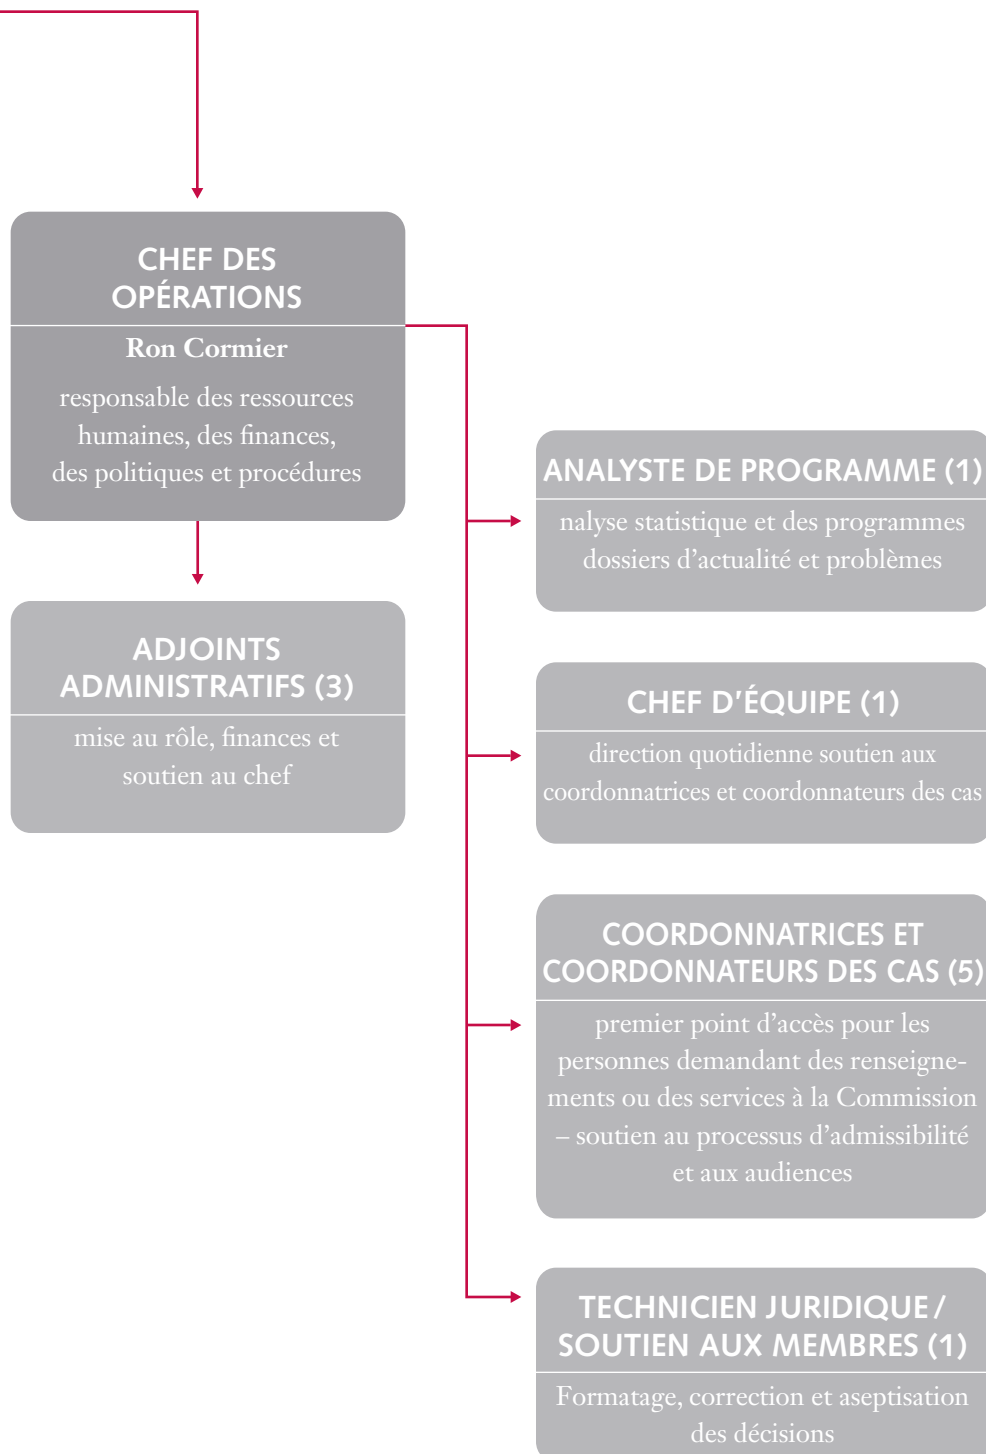 CHEF DES
OPÉRATIONS
Ron Cormier
responsable des ressources
humaines, des finances,
des politiques et procédures
ADJOINTS
ADMINISTRATIFS (3)
mise au rôle, finances et
soutien au chef
ANALYSTE DE PROGRAMME (1)
nalyse statistique et des programmes
dossiers d’actualité et problèmes
CHEF D’ÉQUIPE (1)
direction quotidienne soutien aux
coordonnatrices et coordonnateurs des cas
COORDONNATRICES ET
COORDONNATEURS DES CAS (5)
premier point d’accès pour les
personnes demandant des renseigne-
ments ou des services à la Commission
– soutien au processus d’admissibilité
et aux audiences
TECHNICIEN JURIDIQUE /
SOUTIEN AUX MEMBRES (1)
Formatage, correction et aseptisation
des décisions